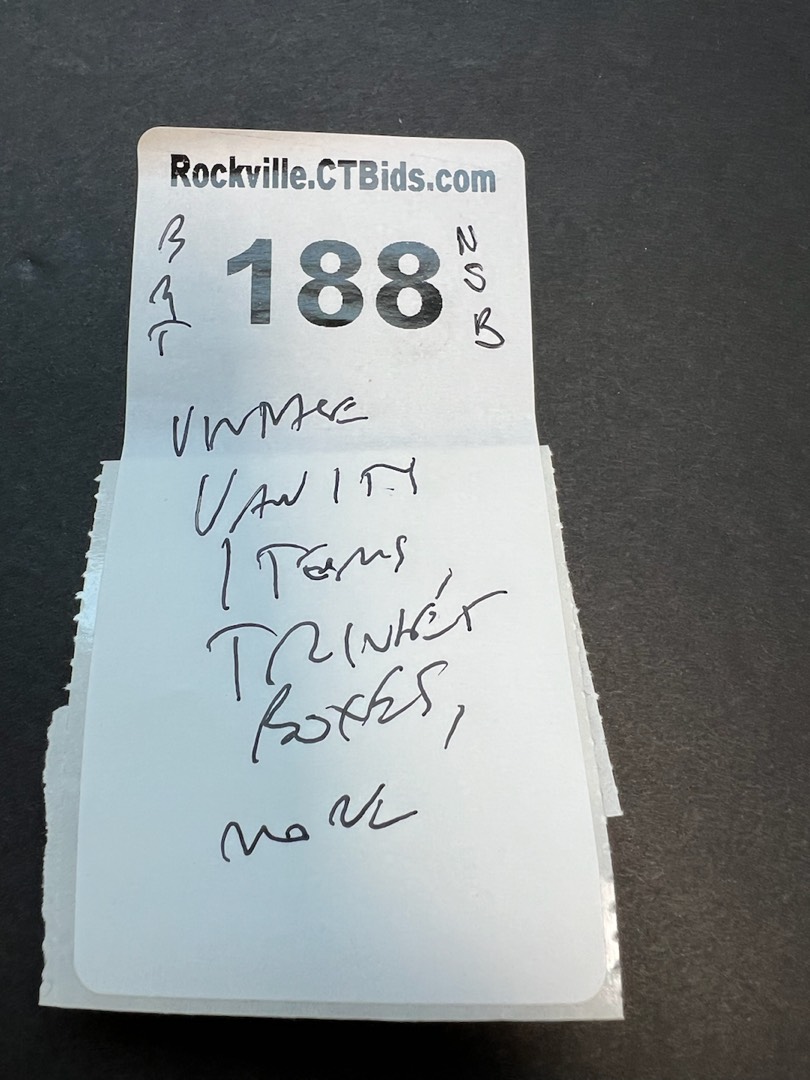 Rockville.CTBids.com
B
R
T
188
N
S
B
VINTAGE
VANITY
ITEMS,
TRINKET
BOXES,
MORE